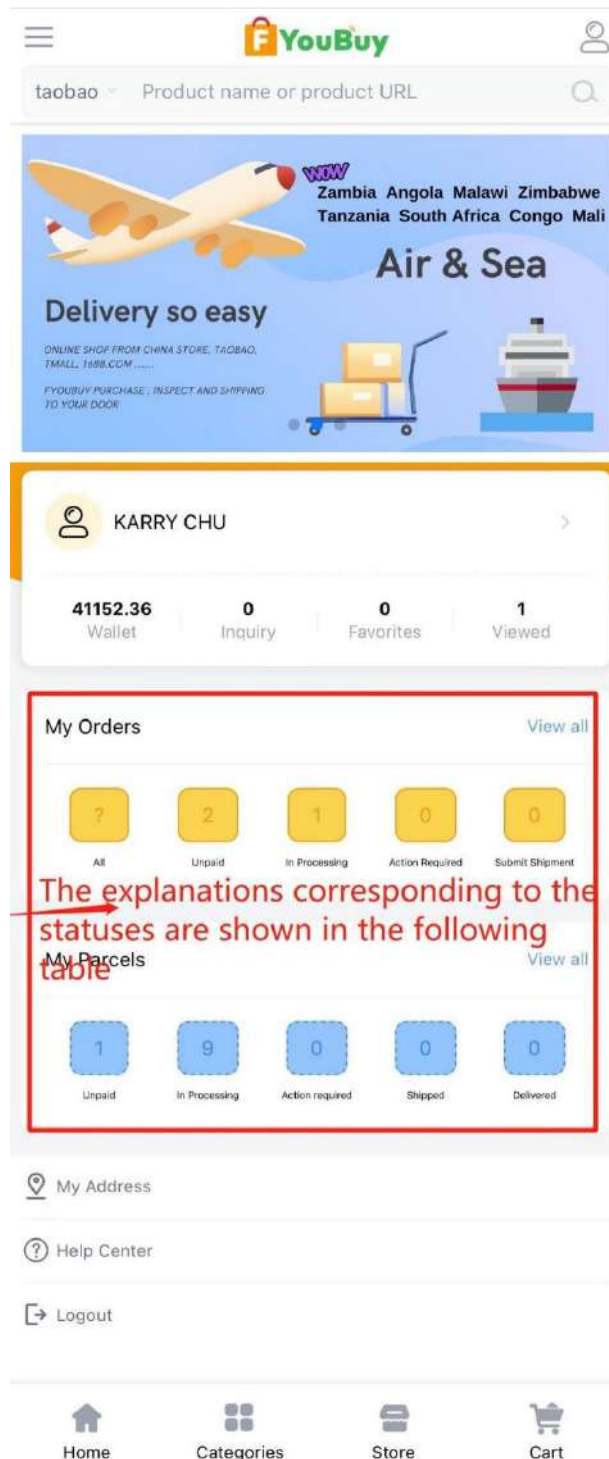 F YouBuy
taobao Product name or product URL
WOW
Zambia Angola Malawi Zimbabwe
Tanzania South Africa Congo Mali
Air & Sea
Delivery so easy
ONLINE SHOP FROM CHINA STORE, TAOBAO,
TMALL, 1688.COM ......
FYOUBUY PURCHASE , INSPECT AND SHIPPING
TO YOUR DOOR
KARRY CHU
41152.36 0 0 1
Wallet Inquiry Favorites Viewed
My Orders View all
? 2 1 0 0
All Unpaid In Processing Action Required Submit Shipment
The explanations corresponding to the
statuses are shown in the following
table
My Parcels View all
1 9 0 0 0
Unpaid In Processing Action required Shipped Delivered
My Address
? Help Center
Logout
Home Categories Store Cart